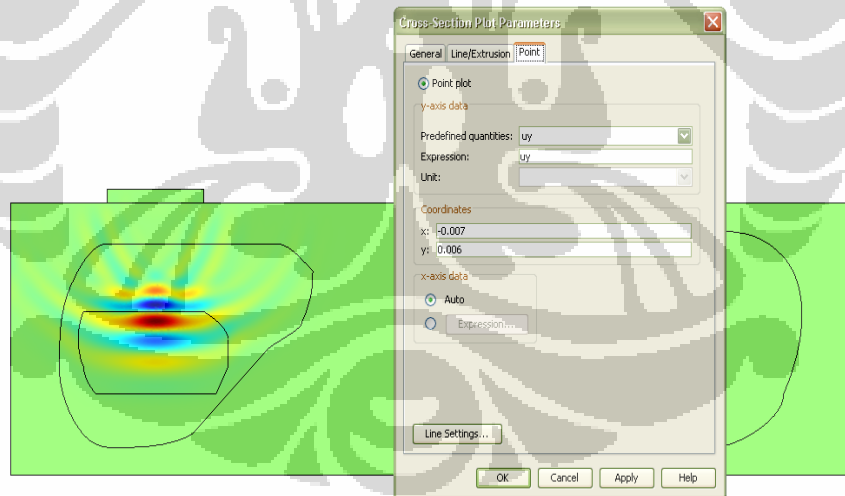 Cross-Section Plot Parameters
General Line/Extrusion Point
Point plot
y-axis data
Predefined quantities: uy
Expression: uy
Unit:
Coordinates
x: -0.007
y: 0.006
x-axis data
Auto
Expression...
Line Settings...
OK Cancel Apply Help